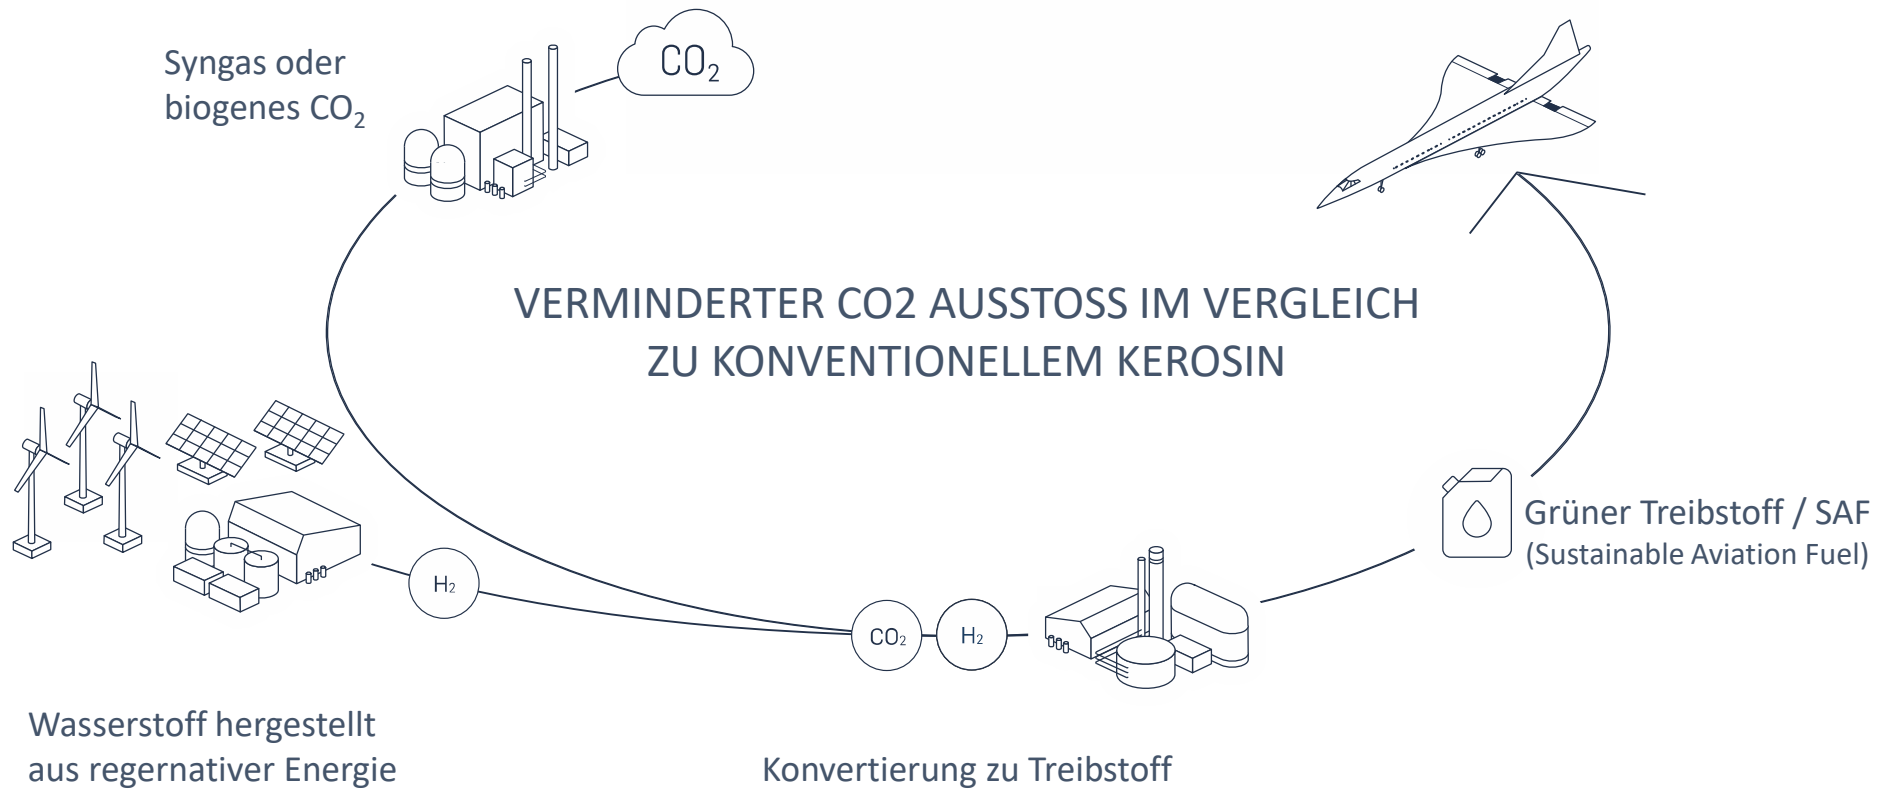 Syngas oder
biogenes CO₂
CO₂
VERMINDERTER CO2 AUSSTOSS IM VERGLEICH
ZU KONVENTIONELLEM KEROSIN
Grüner Treibstoff / SAF
(Sustainable Aviation Fuel)
H₂
CO₂
H₂
Wasserstoff hergestellt
aus regernativer Energie
Konvertierung zu Treibstoff